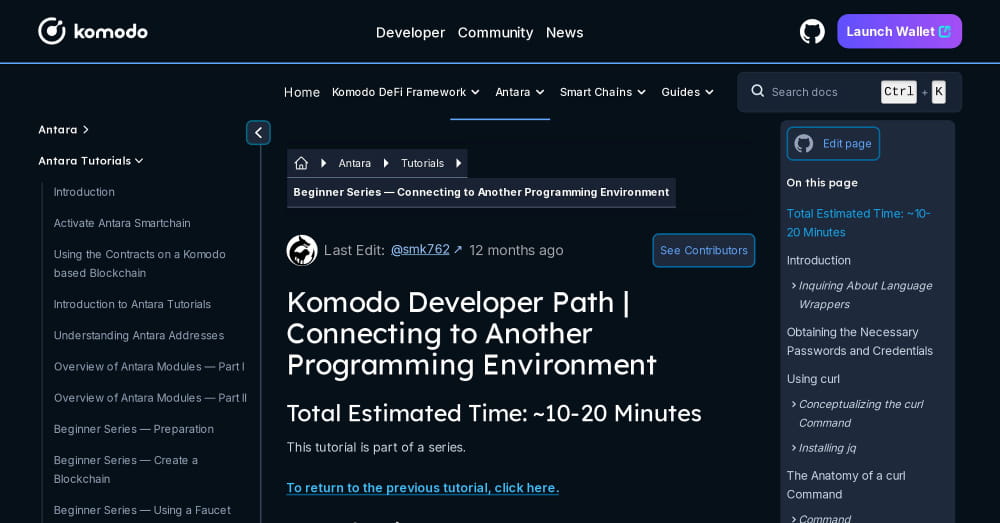 komodo
Developer Community News
Launch Wallet
Home Komodo DeFi Framework Antara Smart Chains Guides
Search docs Ctrl + K
Antara
Antara Tutorials
Introduction
Activate Antara Smartchain
Using the Contracts on a Komodo
based Blockchain
Introduction to Antara Tutorials
Understanding Antara Addresses
Overview of Antara Modules — Part I
Overview of Antara Modules — Part II
Beginner Series — Preparation
Beginner Series — Create a
Blockchain
Beginner Series — Using a Faucet
Antara Tutorials
Beginner Series — Connecting to Another Programming Environment
Last Edit: @smk762 ↗ 12 months ago
See Contributors
Komodo Developer Path |
Connecting to Another
Programming Environment
Total Estimated Time: ~10-20 Minutes
This tutorial is part of a series.
To return to the previous tutorial, click here.
Edit page
On this page
Total Estimated Time: ~10-
20 Minutes
Introduction
Inquiring About Language
Wrappers
Obtaining the Necessary
Passwords and Credentials
Using curl
Conceptualizing the curl
Command
Installing jq
The Anatomy of a curl
Command
Command